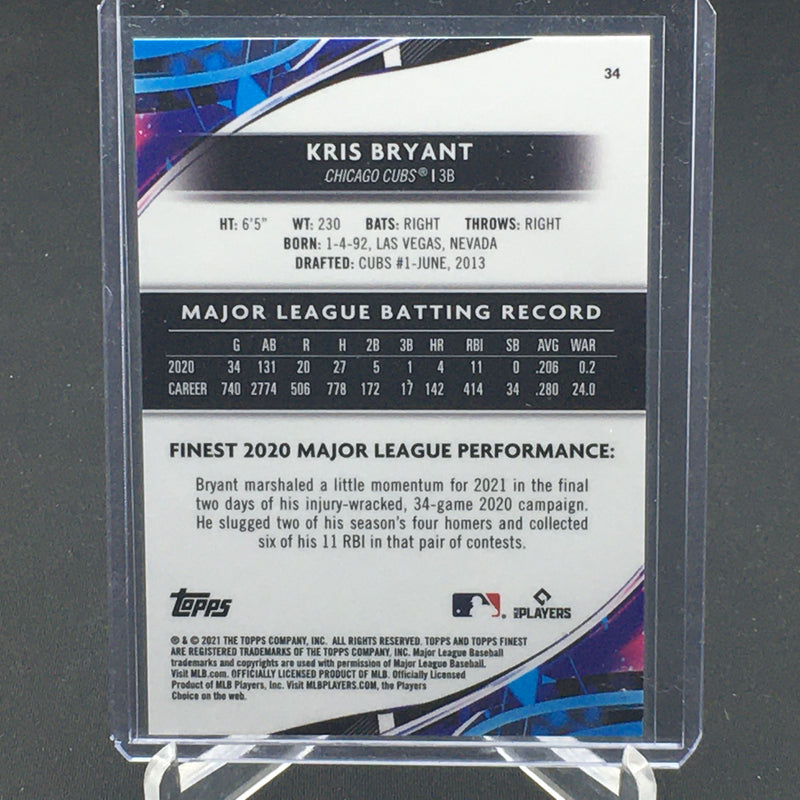 34
KRIS BRYANT
CHICAGO CUBS® | 3B
HT: 6'5" WT: 230 BATS: RIGHT THROWS: RIGHT
BORN: 1-4-92, LAS VEGAS, NEVADA
DRAFTED: CUBS #1-JUNE, 2013
MAJOR LEAGUE BATTING RECORD
G AB R H 2B 3B HR RBI SB AVG WAR
2020 34 131 20 27 5 1 4 11 0 .206 0.2
CAREER 740 2774 506 778 172 17 142 414 34 .280 24.0
FINEST 2020 MAJOR LEAGUE PERFORMANCE:
Bryant marshaled a little momentum for 2021 in the final
two days of his injury-wracked, 34-game 2020 campaign.
He slugged two of his season's four homers and collected
six of his 11 RBI in that pair of contests.
Topps
MLB PLAYERS
® & © 2021 THE TOPPS COMPANY, INC. ALL RIGHTS RESERVED. TOPPS AND TOPPS FINEST
ARE REGISTERED TRADEMARKS OF THE TOPPS COMPANY, INC. Major League Baseball
trademarks and copyrights are used with permission of Major League Baseball.
Visit MLB.com. OFFICIALLY LICENSED PRODUCT OF MLB. Officially Licensed
Product of MLB Players, Inc. Visit MLBPLAYERS.COM, the Players
Choice on the web.